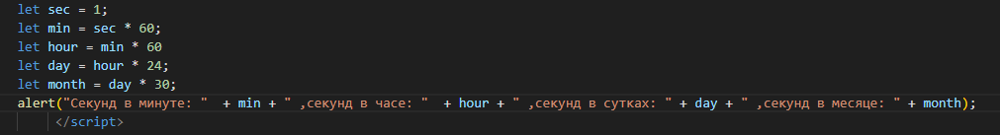 let sec = 1;
let min = sec * 60;
let hour = min * 60
let day = hour * 24;
let month = day * 30;
alert("Секунд в минуте: "  + min + " ,секунд в часе: "  + hour + " ,секунд в сутках: " + day + " ,секунд в месяце: " + month);
</script>